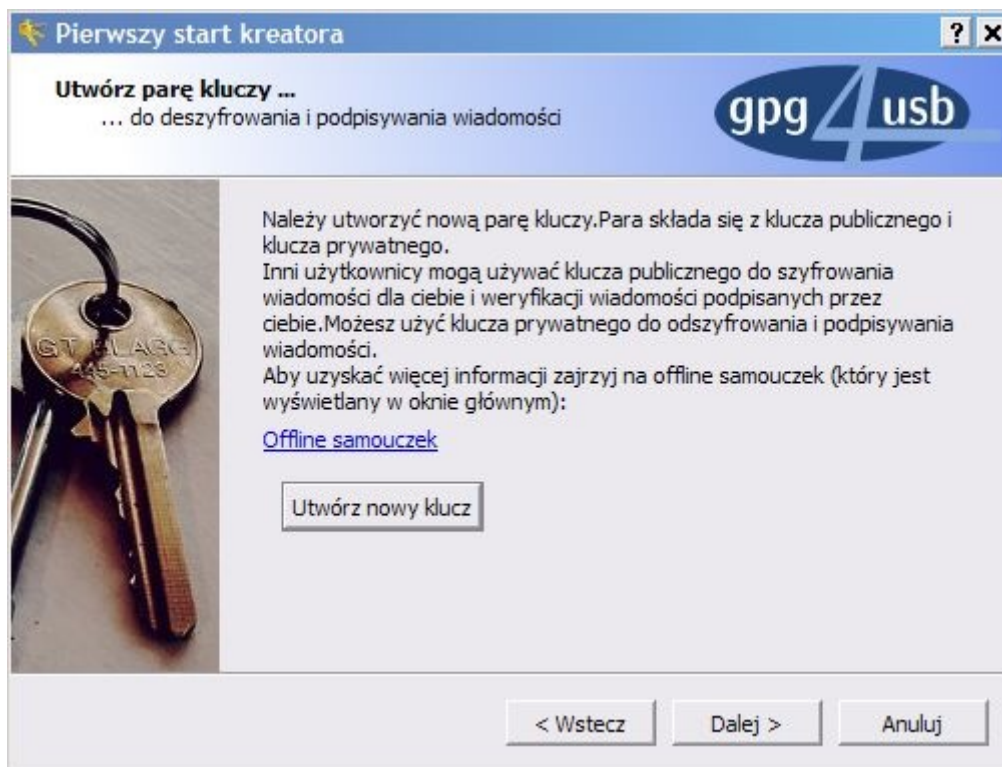 Pierwszy start kreatora
Utwórz parę kluczy ...
... do deszyfrowania i podpisywania wiadomości
gpg4usb
Należy utworzyć nową parę kluczy.Para składa się z klucza publicznego i
klucza prywatnego.
Inni użytkownicy mogą używać klucza publicznego do szyfrowania
wiadomości dla ciebie i weryfikacji wiadomości podpisanych przez
ciebie.Możesz użyć klucza prywatnego do odszyfrowania i podpisywania
wiadomości.
Aby uzyskać więcej informacji zajrzyj na offline samouczek (który jest
wyświetlany w oknie głównym):
Offline samouczek
Utwórz nowy klucz
< Wstecz
Dalej >
Anuluj